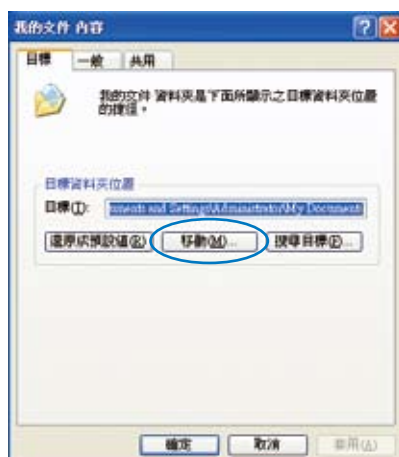 我的文件 內容
目標 一般 共用
我的文件 資料夾是下面所顯示之目標資料夾位置
的捷徑。
目標資料夾位置
目標(T): uments and Settings\Administrator\My Documents
還原成預設值(R) 移動(M)... 搜尋目標(F)...
確定 取消 套用(A)